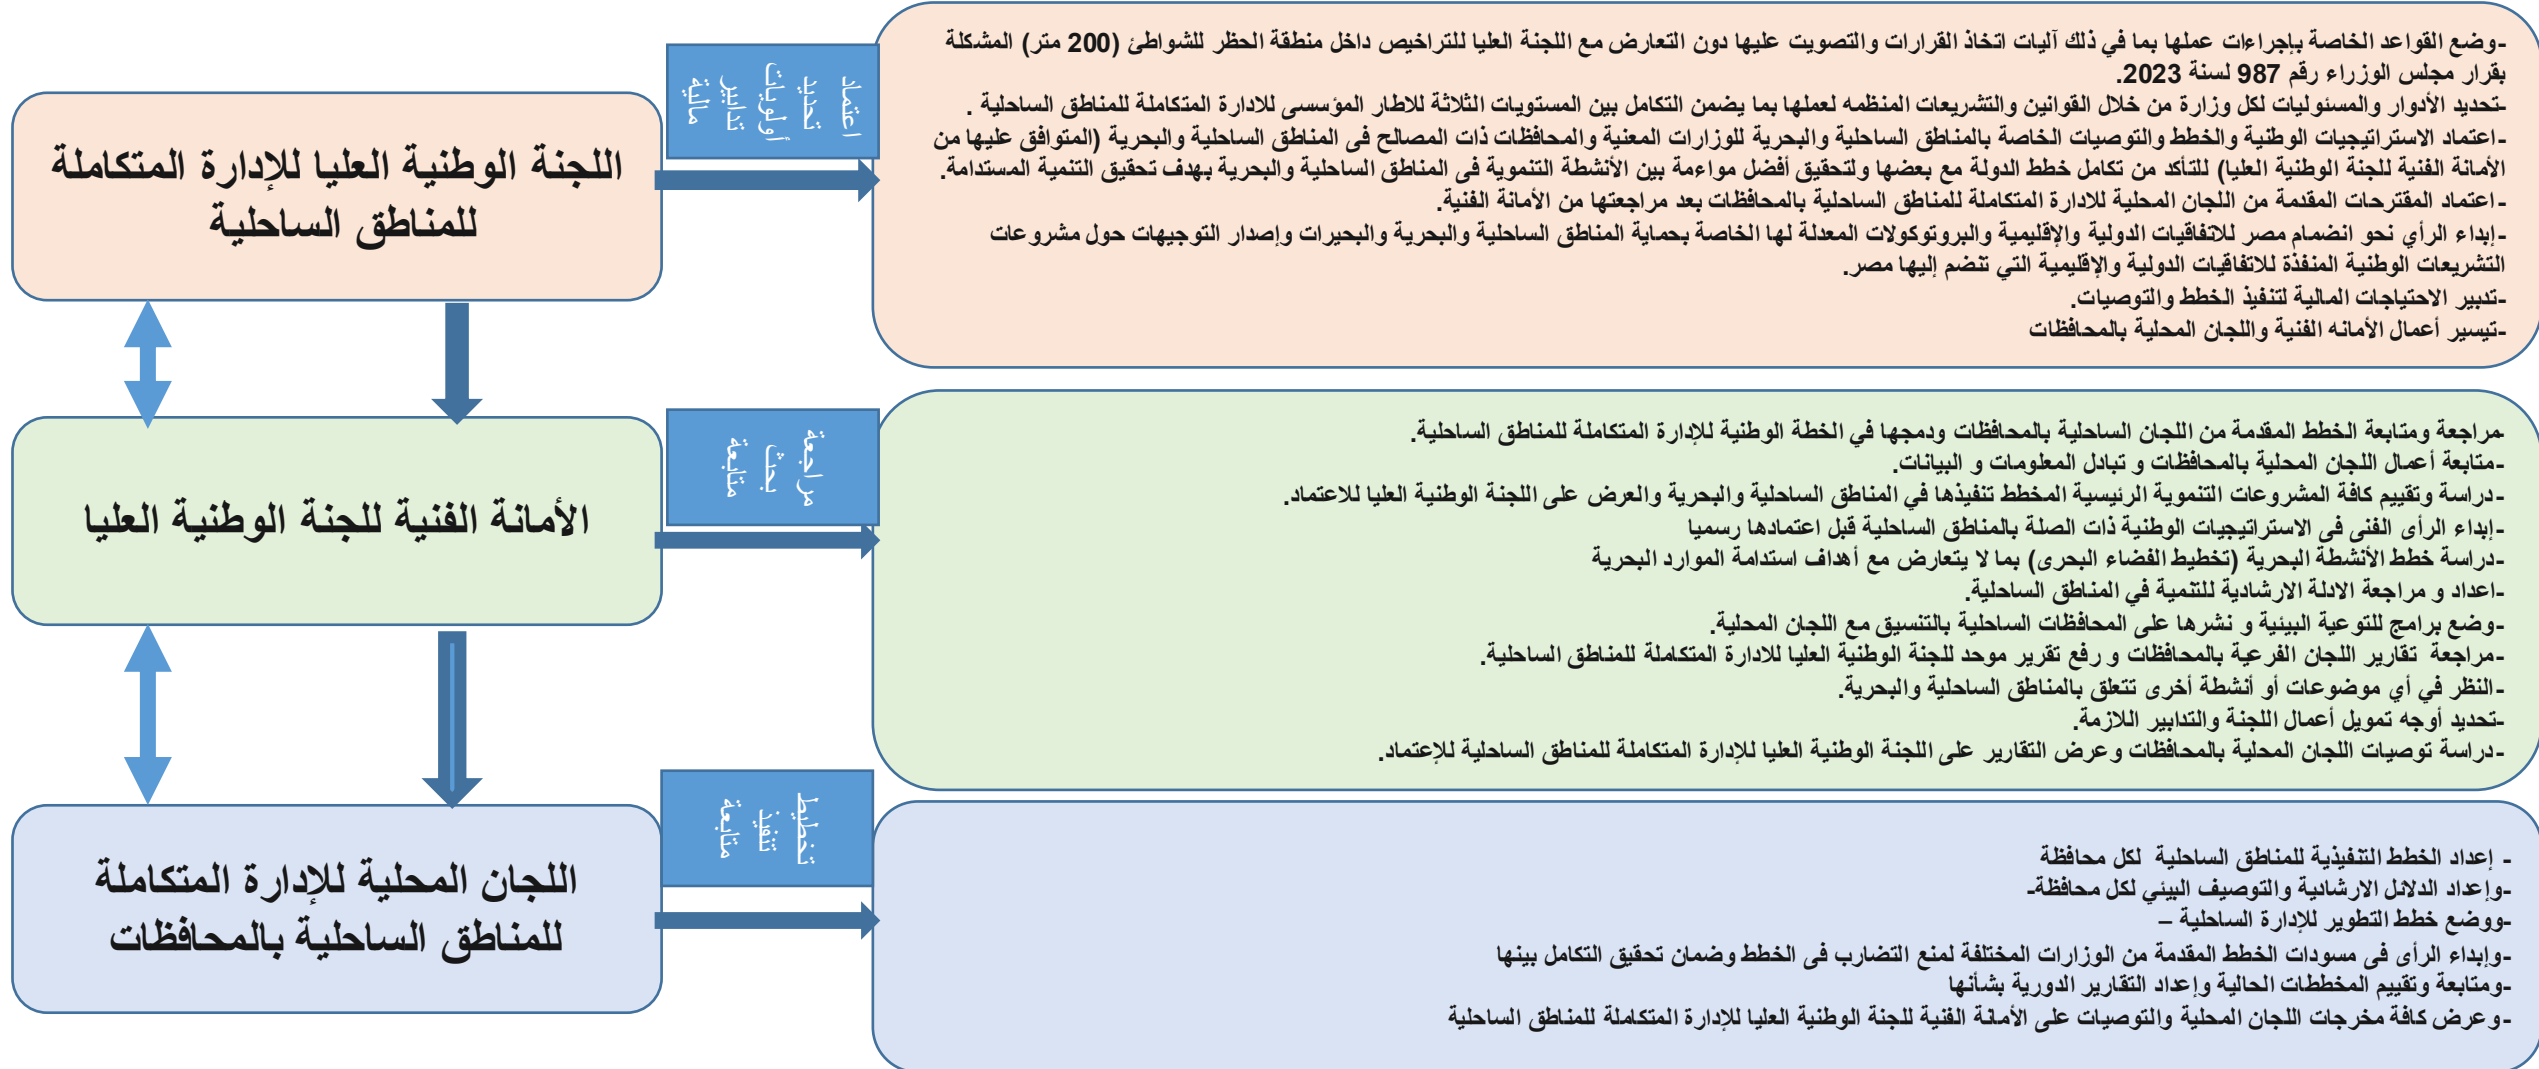 اللجنة الوطنية العليا للإدارة المتكاملة
للمناطق الساحلية
اعتماد
تحديد
أولويات
تدابير
مالية
-وضع القواعد الخاصة بإجراءات عملها بما في ذلك آليات اتخاذ القرارات والتصويت عليها دون التعارض مع اللجنة العليا للتراخيص داخل منطقة الحظر للشواطئ (200 متر) المشكلة
بقرار مجلس الوزراء رقم 987 لسنة 2023.
-تحديد الأدوار والمسئوليات لكل وزارة من خلال القوانين والتشريعات المنظمه لعملها بما يضمن التكامل بين المستويات الثلاثة للاطار المؤسسى للادارة المتكاملة للمناطق الساحلية .
-اعتماد الاستراتيجيات الوطنية والخطط والتوصيات الخاصة بالمناطق الساحلية والبحرية للوزارات المعنية والمحافظات ذات المصالح فى المناطق الساحلية والبحرية (المتوافق عليها من
الأمانة الفنية للجنة الوطنية العليا) للتأكد من تكامل خطط الدولة مع بعضها ولتحقيق أفضل مواءمة بين الأنشطة التنموية فى المناطق الساحلية والبحرية بهدف تحقيق التنمية المستدامة.
-اعتماد المقترحات المقدمة من اللجان المحلية للادارة المتكاملة للمناطق الساحلية بالمحافظات بعد مراجعتها من الأمانة الفنية.
-إبداء الرأي نحو انضمام مصر للاتفاقيات الدولية والإقليمية والبروتوكولات المعدلة لها الخاصة بحماية المناطق الساحلية والبحرية والبحيرات وإصدار التوجيهات حول مشروعات
التشريعات الوطنية المنفذة للاتفاقيات الدولية والإقليمية التي تنضم إليها مصر.
-تدبير الاحتياجات المالية لتنفيذ الخطط والتوصيات.
-تيسير أعمال الأمانه الفنية واللجان المحلية بالمحافظات
الأمانة الفنية للجنة الوطنية العليا
مراجعة
بحث
متابعة
-مراجعة ومتابعة الخطط المقدمة من اللجان الساحلية بالمحافظات ودمجها في الخطة الوطنية للإدارة المتكاملة للمناطق الساحلية.
-متابعة أعمال اللجان المحلية بالمحافظات و تبادل المعلومات و البيانات.
-دراسة وتقييم كافة المشروعات التنموية الرئيسية المخطط تنفيذها في المناطق الساحلية والبحرية والعرض على اللجنة الوطنية العليا للاعتماد.
-إبداء الرأى الفنى فى الاستراتيجيات الوطنية ذات الصلة بالمناطق الساحلية قبل اعتمادها رسميا
-دراسة خطط الأنشطة البحرية (تخطيط الفضاء البحرى) بما لا يتعارض مع أهداف استدامة الموارد البحرية
-اعداد و مراجعة الادلة الارشادية للتنمية في المناطق الساحلية.
-وضع برامج للتوعية البيئية و نشرها على المحافظات الساحلية بالتنسيق مع اللجان المحلية.
-مراجعة تقارير اللجان الفرعية بالمحافظات و رفع تقرير موحد للجنة الوطنية العليا للادارة المتكاملة للمناطق الساحلية.
-النظر في أي موضوعات أو أنشطة أخرى تتعلق بالمناطق الساحلية والبحرية.
-تحديد أوجه تمويل أعمال اللجنة والتدابير اللازمة.
-دراسة توصيات اللجان المحلية بالمحافظات وعرض التقارير على اللجنة الوطنية العليا للإدارة المتكاملة للمناطق الساحلية للإعتماد.
اللجان المحلية للإدارة المتكاملة
للمناطق الساحلية بالمحافظات
تخطيط
تنفيذ
متابعة
- إعداد الخطط التنفيذية للمناطق الساحلية لكل محافظة
-وإعداد الدلائل الارشادية والتوصيف البيئي لكل محافظة-
-ووضع خطط التطوير للإدارة الساحلية –
-وإبداء الرأى فى مسودات الخطط المقدمة من الوزارات المختلفة لمنع التضارب فى الخطط وضمان تحقيق التكامل بينها
-ومتابعة وتقييم المخططات الحالية وإعداد التقارير الدورية بشأنها
-وعرض كافة مخرجات اللجان المحلية والتوصيات على الأمانة الفنية للجنة الوطنية العليا للإدارة المتكاملة للمناطق الساحلية